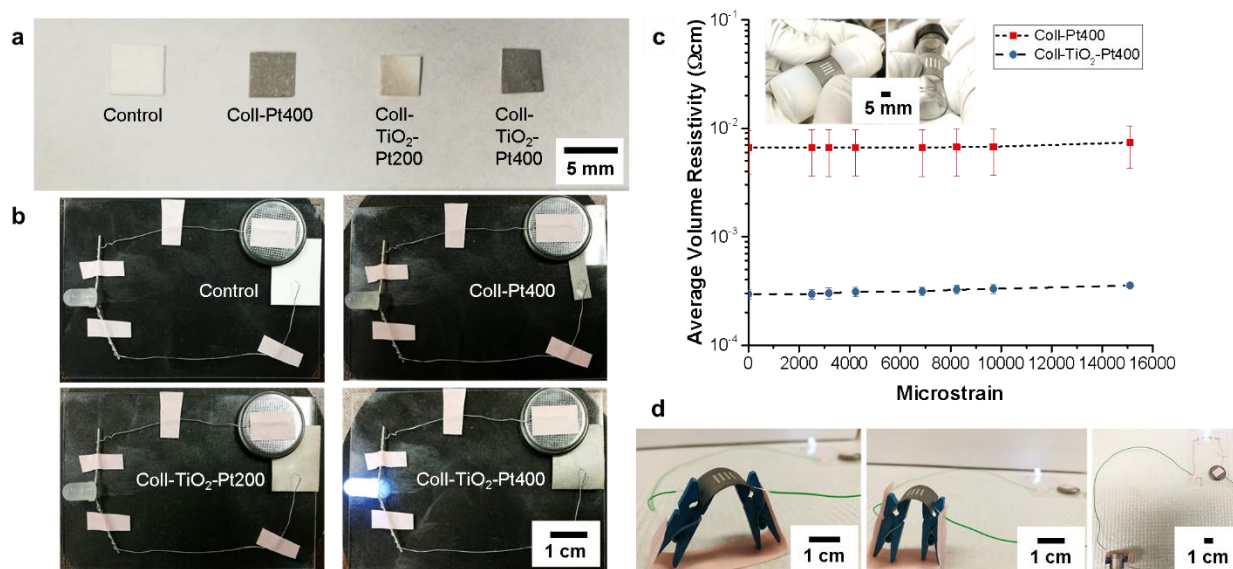 a
Control
Coll-Pt400
Coll-
TiO₂-
Pt200
Coll-
TiO₂-
Pt400
5 mm
b
Control
Coll-Pt400
Coll-TiO₂-Pt200
Coll-TiO₂-Pt400
1 cm
c
Average Volume Resistivity (Ωcm)
10⁻¹
10⁻²
10⁻³
10⁻⁴
5 mm
Coll-Pt400
Coll-TiO₂-Pt400
0 2000 4000 6000 8000 10000 12000 14000 16000
Microstrain
d
1 cm
1 cm
1 cm